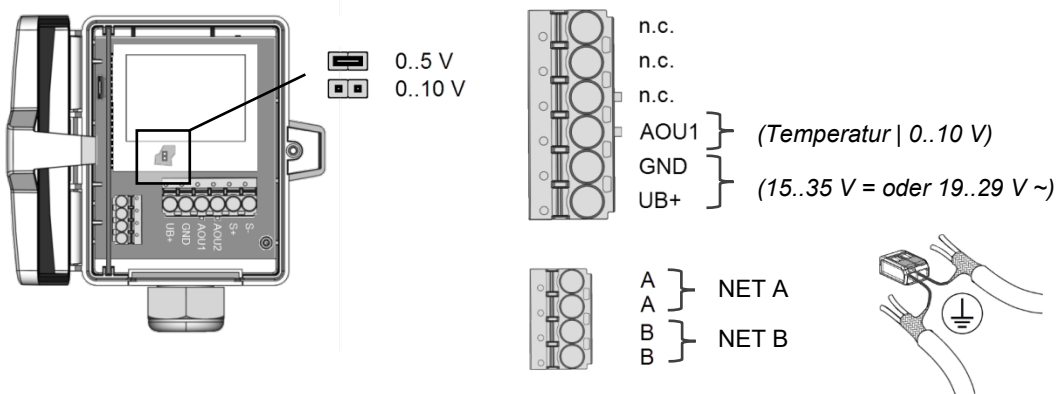 0..5 V
0..10 V
UB+
GND
AOU1
AOU2
S+
S-
n.c.
n.c.
n.c.
AOU1 (Temperatur | 0..10 V)
GND
UB+ (15..35 V = oder 19..29 V ~)
A
A
NET A
B
B
NET B